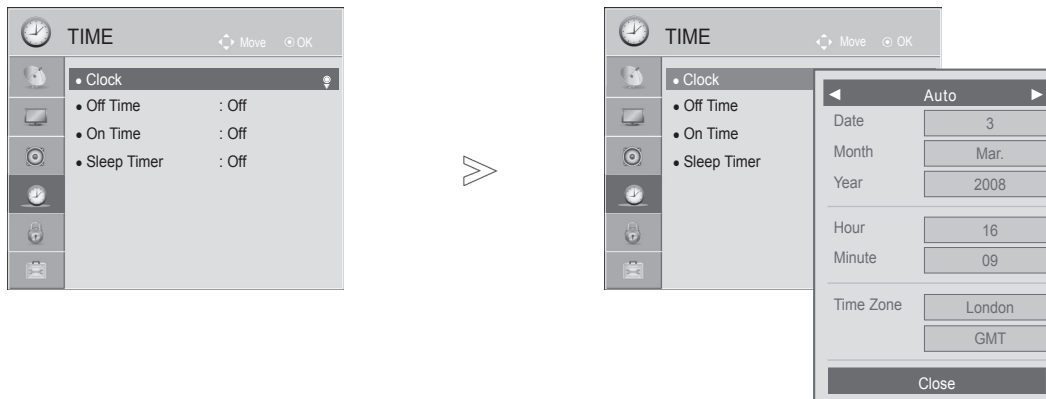 TIME Move OK
• Clock
• Off Time : Off
• On Time : Off
• Sleep Timer : Off
TIME Move OK
• Clock
• Off Time
• On Time
• Sleep Timer
◄ Auto ►
Date 3
Month Mar.
Year 2008
Hour 16
Minute 09
Time Zone London
GMT
Close